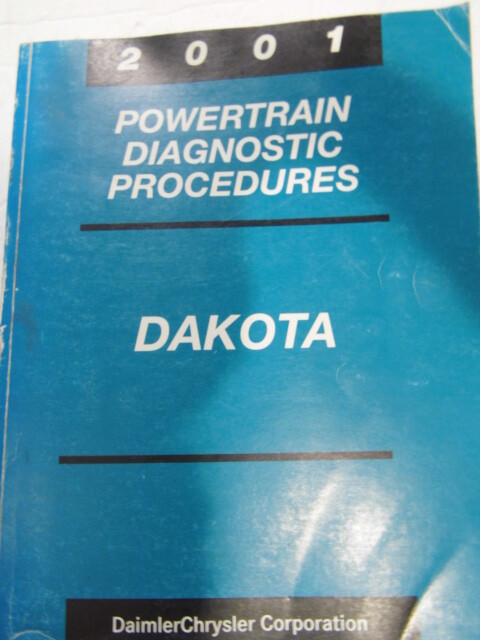 2001
POWERTRAIN
DIAGNOSTIC
PROCEDURES
DAKOTA
DaimlerChrysler Corporation